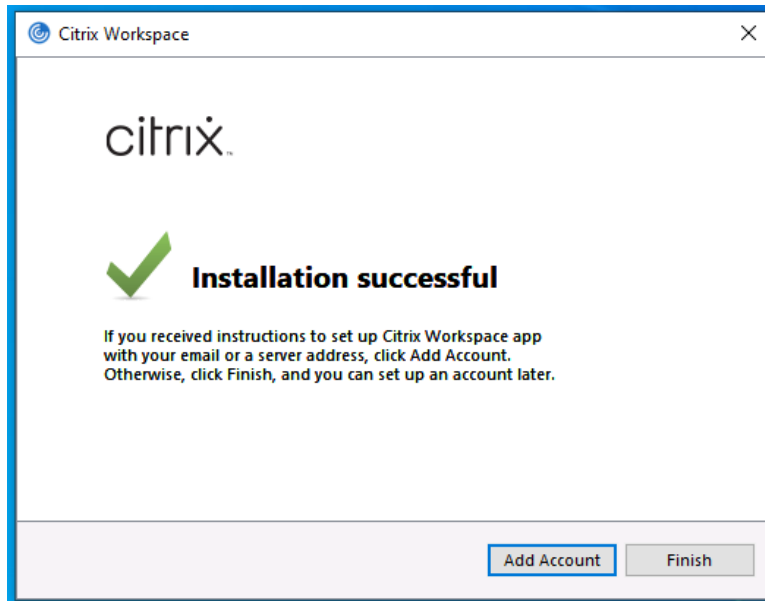 Citrix Workspace
citrix™
Installation successful
If you received instructions to set up Citrix Workspace app
with your email or a server address, click Add Account.
Otherwise, click Finish, and you can set up an account later.
Add Account
Finish